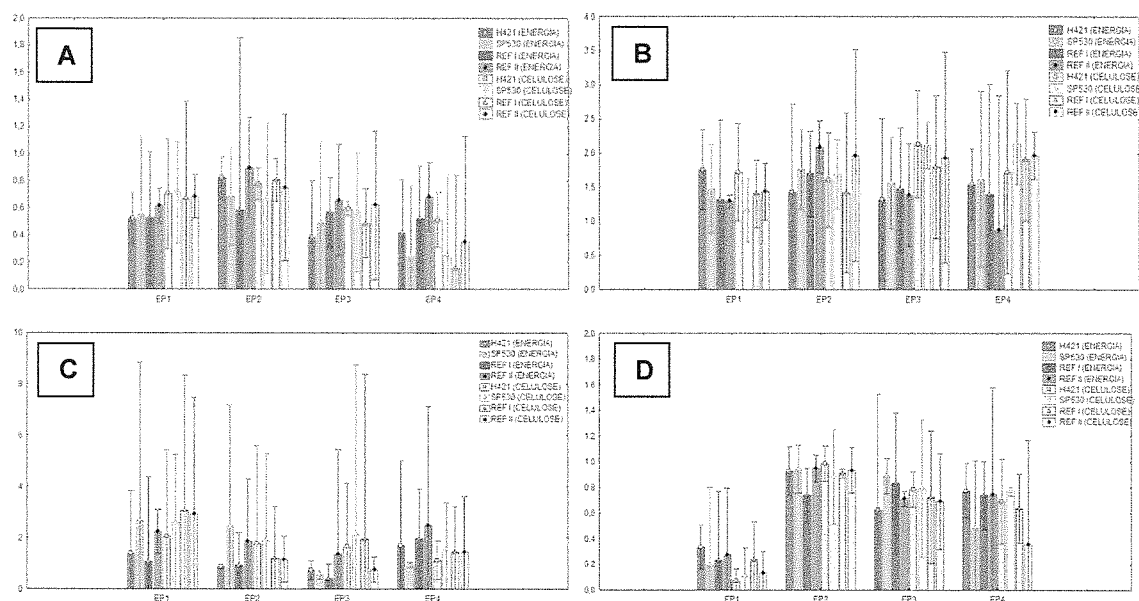 A
2,0
1,8
1,6
1,4
1,2
1,0
0,8
0,6
0,4
0,2
0,0
H421 (ENERGIA)
SP530 (ENERGIA)
REF I (ENERGIA)
REF II (ENERGIA)
H421 (CELULOSE)
SP530 (CELULOSE)
REF I (CELULOSE)
REF II (CELULOSE)
EP1 EP2 EP3 EP4
B
4,0
3,5
3,0
2,5
2,0
1,5
1,0
0,5
0,0
H421 (ENERGIA)
SP530 (ENERGIA)
REF I (ENERGIA)
REF II (ENERGIA)
H421 (CELULOSE)
SP530 (CELULOSE)
REF I (CELULOSE)
REF II (CELULOSE)
EP1 EP2 EP3 EP4
C
10
8
6
4
2
0
H421 (ENERGIA)
SP530 (ENERGIA)
REF I (ENERGIA)
REF II (ENERGIA)
H421 (CELULOSE)
SP530 (CELULOSE)
REF I (CELULOSE)
REF II (CELULOSE)
EP1 EP2 EP3 EP4
D
2,0
1,8
1,6
1,4
1,2
1,0
0,8
0,6
0,4
0,2
0,0
H421 (ENERGIA)
SP530 (ENERGIA)
REF I (ENERGIA)
REF II (ENERGIA)
H421 (CELULOSE)
SP530 (CELULOSE)
REF I (CELULOSE)
REF II (CELULOSE)
EP1 EP2 EP3 EP4